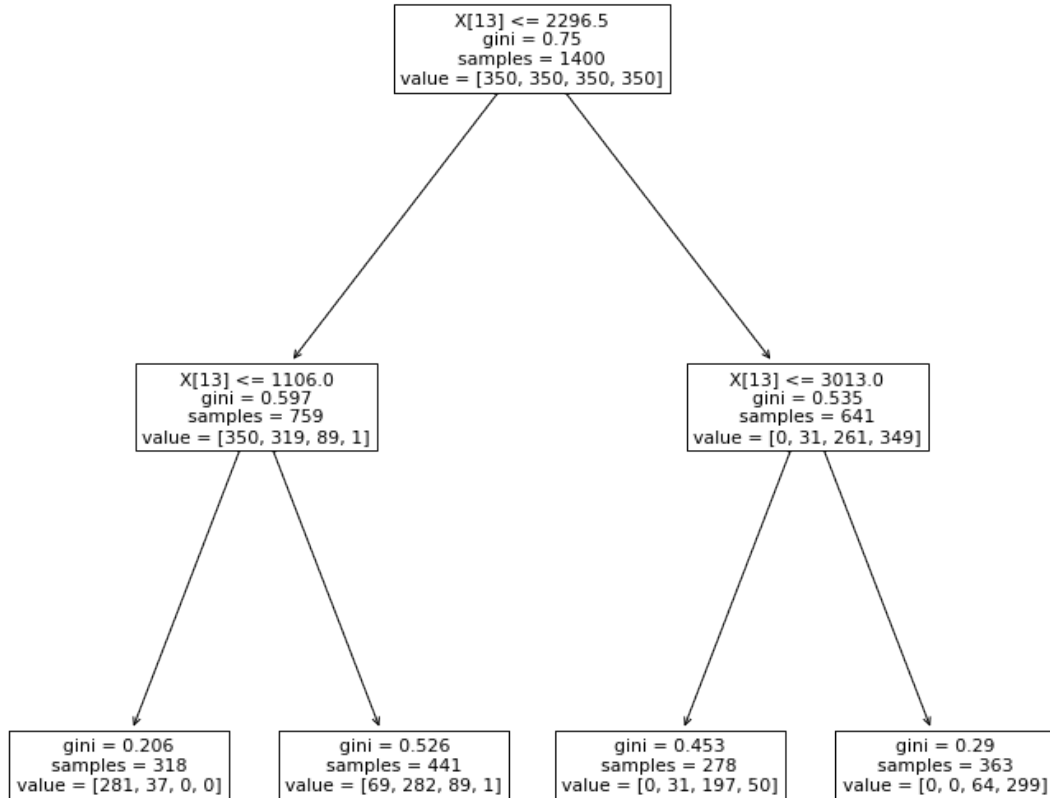 X[13] <= 2296.5
gini = 0.75
samples = 1400
value = [350, 350, 350, 350]
X[13] <= 1106.0
gini = 0.597
samples = 759
value = [350, 319, 89, 1]
X[13] <= 3013.0
gini = 0.535
samples = 641
value = [0, 31, 261, 349]
gini = 0.206
samples = 318
value = [281, 37, 0, 0]
gini = 0.526
samples = 441
value = [69, 282, 89, 1]
gini = 0.453
samples = 278
value = [0, 31, 197, 50]
gini = 0.29
samples = 363
value = [0, 0, 64, 299]